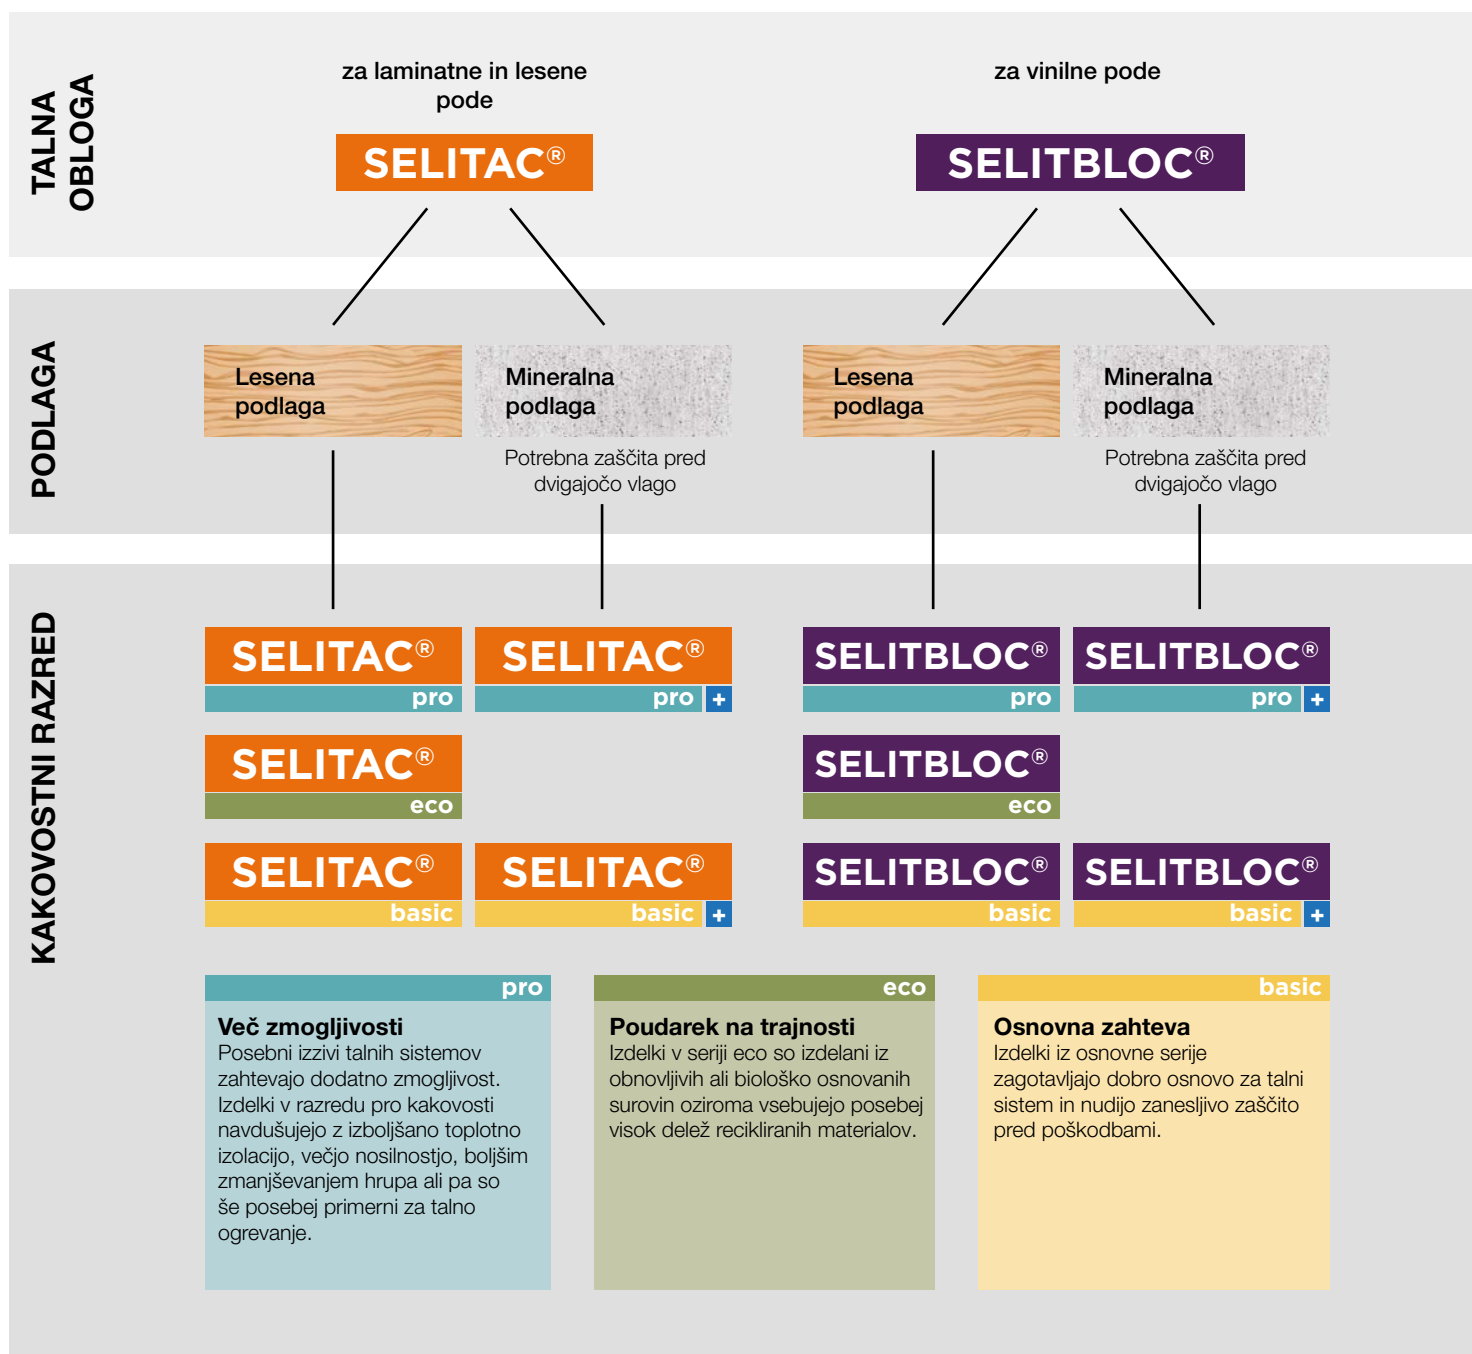 TALNA
OBLOGA
za laminatne in lesene
pode
SELITAC®
za vinilne pode
SELITBLOC®
PODLAGA
Lesena
podlaga
Mineralna
podlaga
Potrebna zaščita pred
dvigajočo vlago
Lesena
podlaga
Mineralna
podlaga
Potrebna zaščita pred
dvigajočo vlago
KAKOVOSTNI RAZRED
SELITAC®
pro
SELITAC®
pro +
SELITBLOC®
pro
SELITBLOC®
pro +
SELITAC®
eco
SELITBLOC®
eco
SELITAC®
basic
SELITAC®
basic +
SELITBLOC®
basic
SELITBLOC®
basic +
pro
Več zmogljivosti
Posebni izzivi talnih sistemov
zahtevajo dodatno zmogljivost.
Izdelki v razredu pro kakovosti
navdušujejo z izboljšano toplotno
izolacijo, večjo nosilnostjo, boljšim
zmanjševanjem hrupa ali pa so
še posebej primerni za talno
ogrevanje.
eco
Poudarek na trajnosti
Izdelki v seriji eco so izdelani iz
obnovljivih ali biološko osnovanih
surovin oziroma vsebujejo posebej
visok delež recikliranih materialov.
basic
Osnovna zahteva
Izdelki iz osnovne serije
zagotavljajo dobro osnovo za talni
sistem in nudijo zanesljivo zaščito
pred poškodbami.